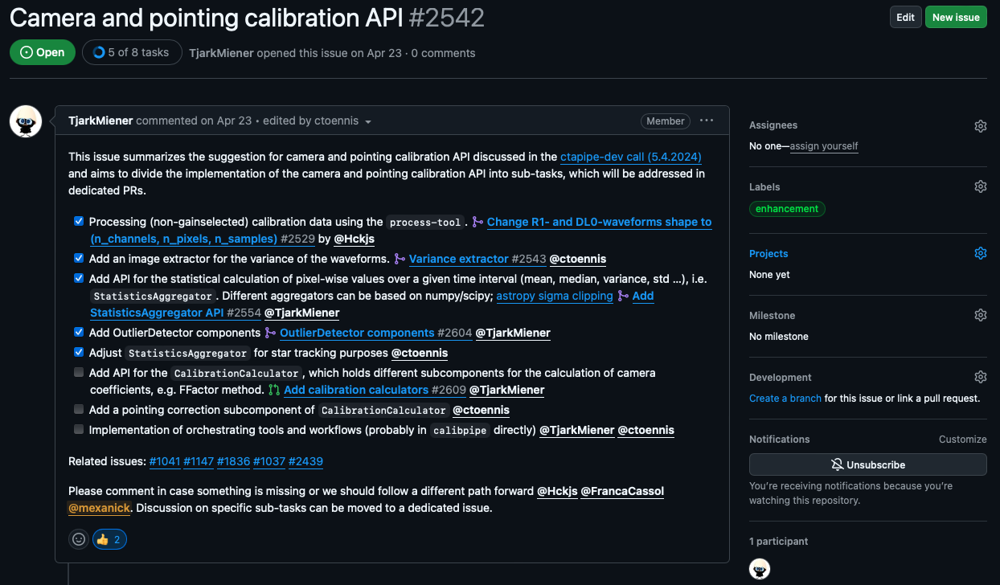 Camera and pointing calibration API #2542
Edit
New issue
Open
5 of 8 tasks
TjarkMiener opened this issue on Apr 23 · 0 comments
TjarkMiener commented on Apr 23 • edited by ctoennis
Member
This issue summarizes the suggestion for camera and pointing calibration API discussed in the ctapipe-dev call (5.4.2024)
and aims to divide the implementation of the camera and pointing calibration API into sub-tasks, which will be addressed in
dedicated PRs.
Processing (non-gainselected) calibration data using the process-tool. Change R1- and DL0-waveforms shape to
(n_channels, n_pixels, n_samples) #2529 by @Hckjs
Add an image extractor for the variance of the waveforms. Variance extractor #2543 @ctoennis
Add API for the statistical calculation of pixel-wise values over a given time interval (mean, median, variance, std ...), i.e.
StatisticsAggregator. Different aggregators can be based on numpy/scipy; astropy sigma clipping Add
StatisticsAggregator API #2554 @TjarkMiener
Add OutlierDetector components OutlierDetector components #2604 @TjarkMiener
Adjust StatisticsAggregator for star tracking purposes @ctoennis
Add API for the CalibrationCalculator, which holds different subcomponents for the calculation of camera
coefficients, e.g. FFactor method. Add calibration calculators #2609 @TjarkMiener
Add a pointing correction subcomponent of CalibrationCalculator @ctoennis
Implementation of orchestrating tools and workflows (probably in calibpipe directly) @TjarkMiener @ctoennis
Related issues: #1041 #1147 #1836 #1037 #2439
Please comment in case something is missing or we should follow a different path forward @Hckjs @FrancaCassol
@mexanick. Discussion on specific sub-tasks can be moved to a dedicated issue.
2
Assignees
No one—assign yourself
Labels
enhancement
Projects
None yet
Milestone
No milestone
Development
Create a branch for this issue or link a pull request.
Notifications
Customize
Unsubscribe
You're receiving notifications because you're
watching this repository.
1 participant